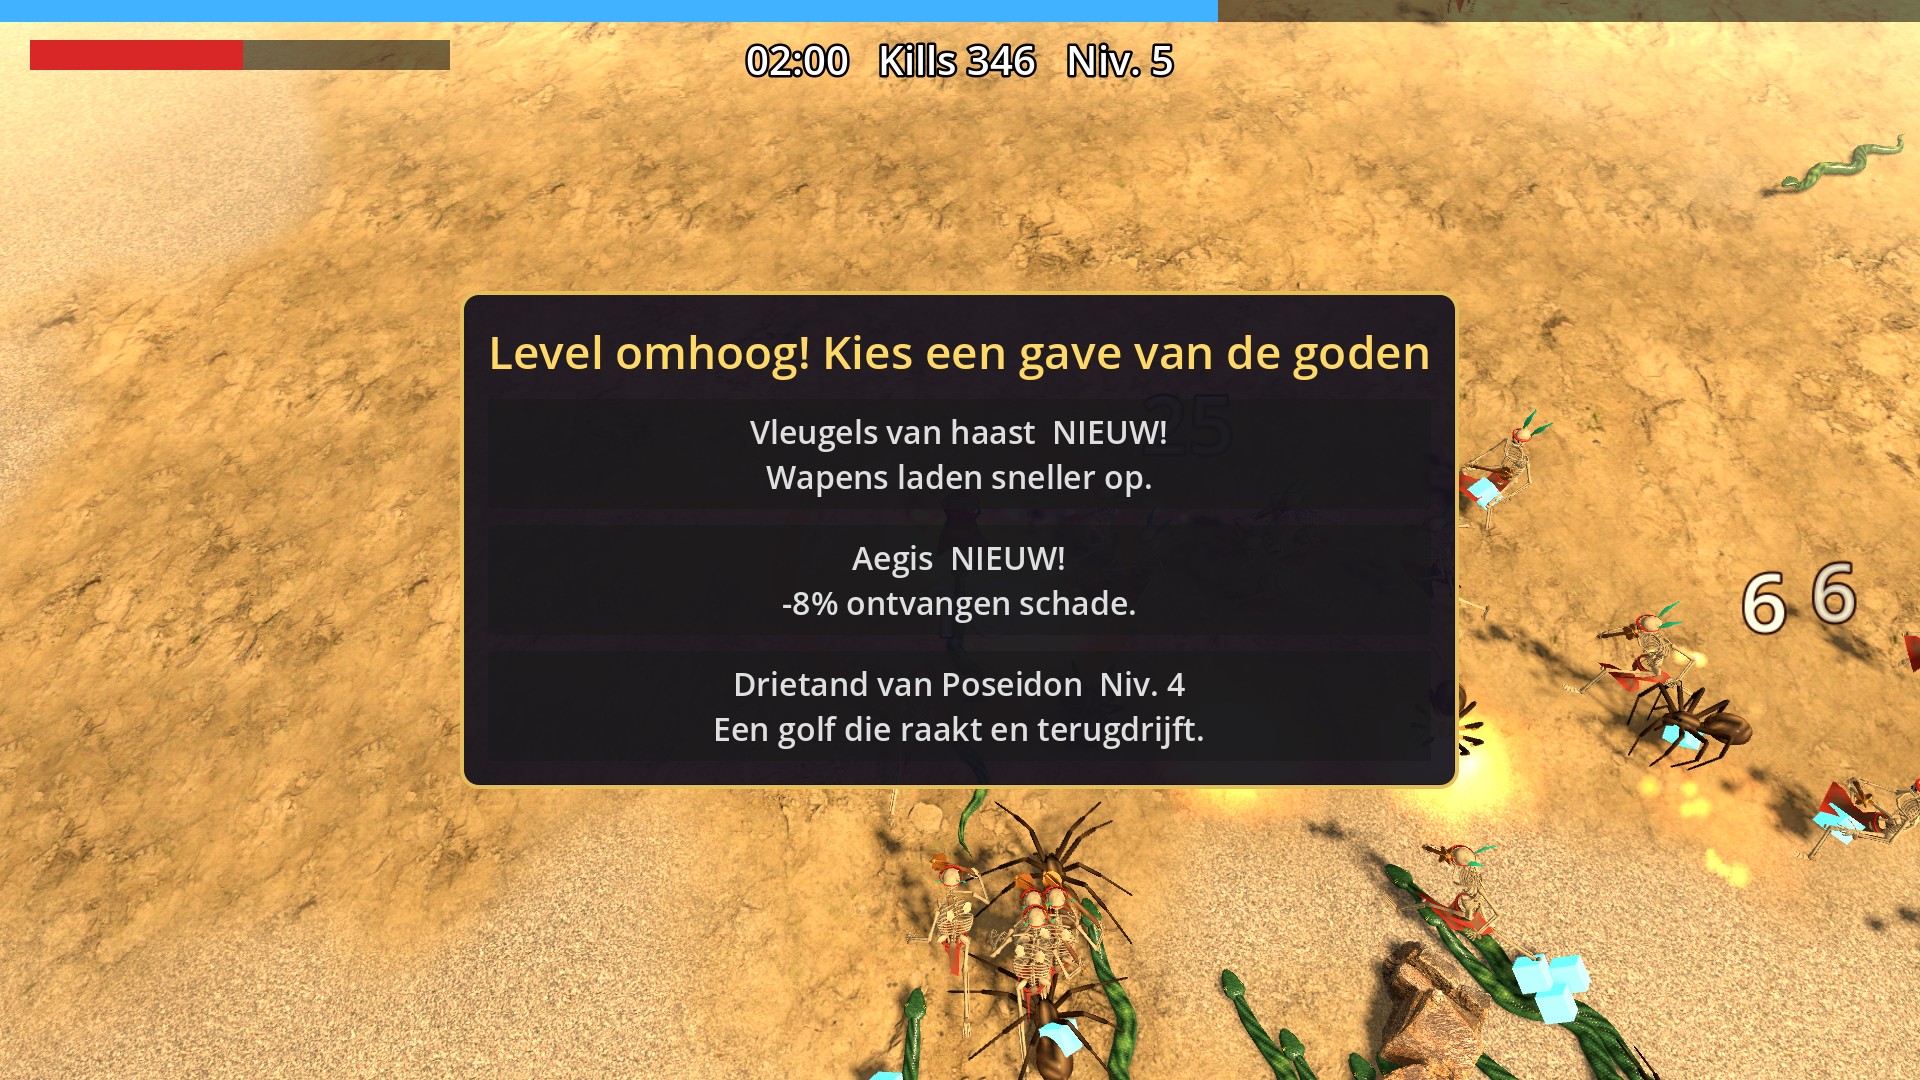 02:00 Kills 346 Niv. 5
Level omhoog! Kies een gave van de goden
25
Vleugels van haast NIEUW!
Wapens laden sneller op.
Aegis NIEUW!
-8% ontvangen schade.
6 6
Drietand van Poseidon Niv. 4
Een golf die raakt en terugdrijft.